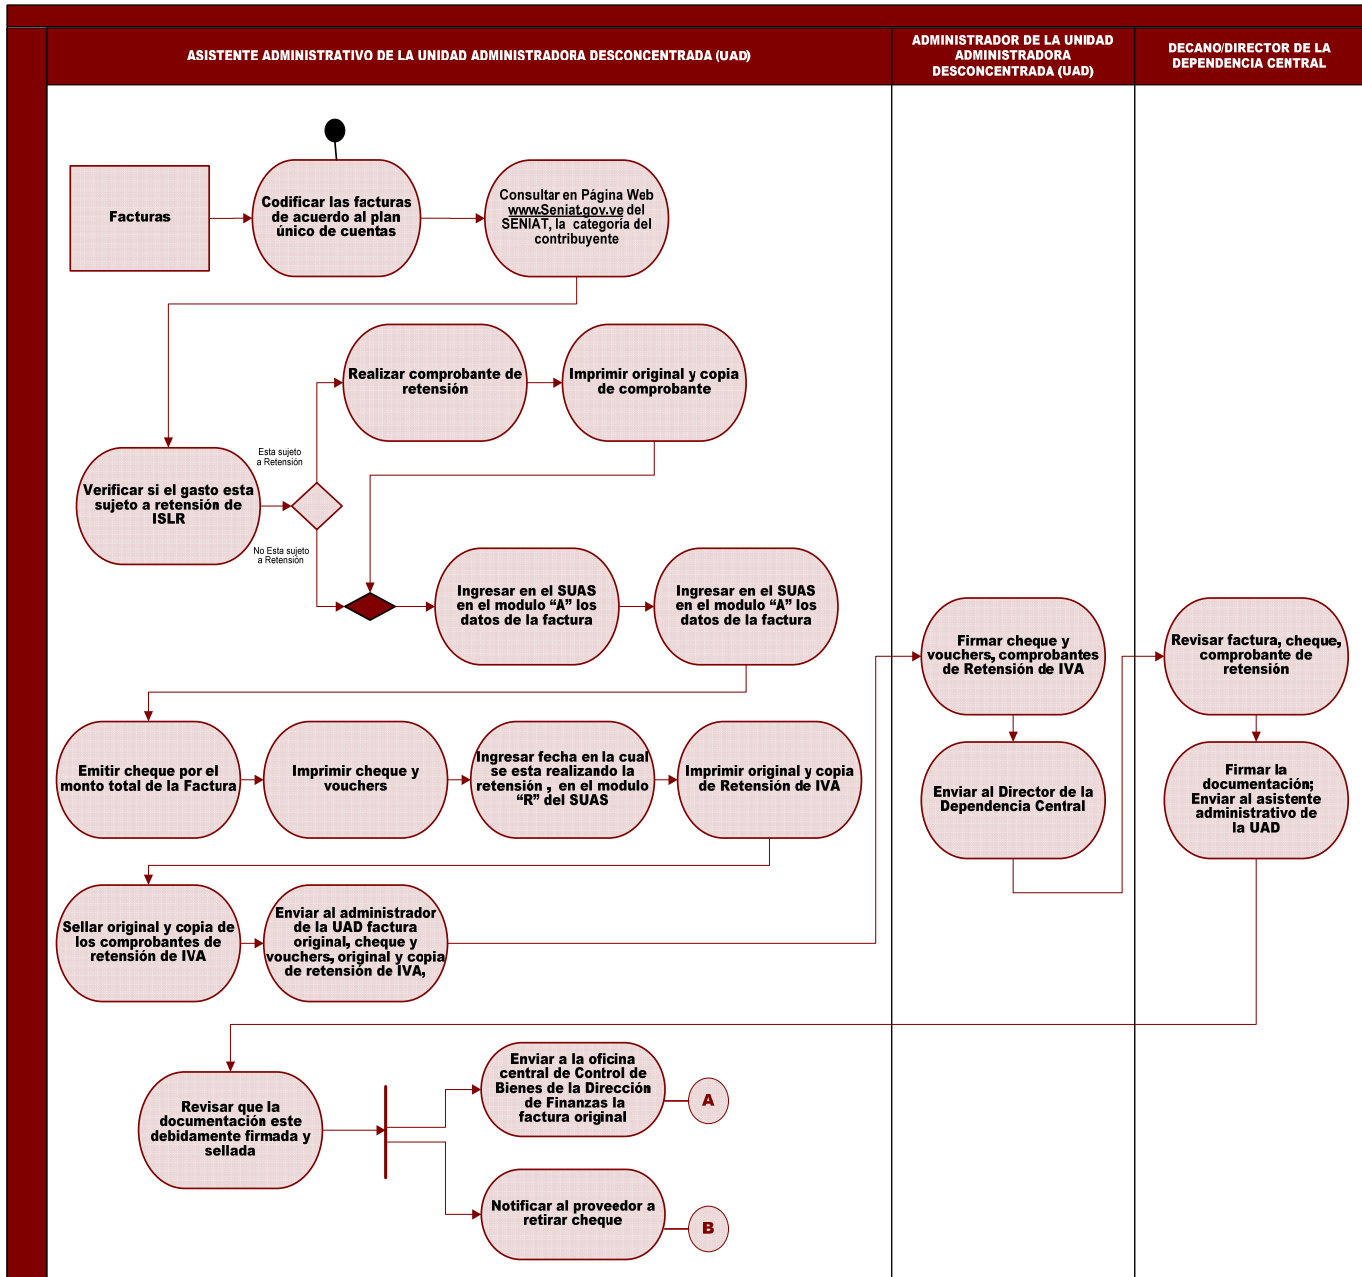 ASISTENTE ADMINISTRATIVO DE LA UNIDAD ADMINISTRADORA DESCONCENTRADA (UAD)
ADMINISTRADOR DE LA UNIDAD
ADMINISTRADORA
DESCONCENTRADA (UAD)
DECANO/DIRECTOR DE LA
DEPENDENCIA CENTRAL
Facturas
Codificar las facturas
de acuerdo al plan
único de cuentas
Consultar en Página Web
www.Seniat.gov.ve del
SENIAT, la categoría del
contribuyente
Realizar comprobante de
retensión
Imprimir original y copia
de comprobante
Esta sujeto
a Retensión
Verificar si el gasto esta
sujeto a retensión de
ISLR
No Esta sujeto
a Retensión
Ingresar en el SUAS
en el modulo “A” los
datos de la factura
Ingresar en el SUAS
en el modulo “A” los
datos de la factura
Firmar cheque y
vouchers, comprobantes
de Retensión de IVA
Revisar factura, cheque,
comprobante de
retensión
Emitir cheque por el
monto total de la Factura
Imprimir cheque y
vouchers
Ingresar fecha en la cual
se esta realizando la
retensión , en el modulo
“R” del SUAS
Imprimir original y copia
de Retensión de IVA
Enviar al Director de la
Dependencia Central
Firmar la
documentación;
Enviar al asistente
administrativo de
la UAD
Sellar original y copia de
los comprobantes de
retensión de IVA
Enviar al administrador
de la UAD factura
original, cheque y
vouchers, original y copia
de retensión de IVA,
Revisar que la
documentación este
debidamente firmada y
sellada
Enviar a la oficina
central de Control de
Bienes de la Dirección
de Finanzas la
factura original
A
Notificar al proveedor a
retirar cheque
B